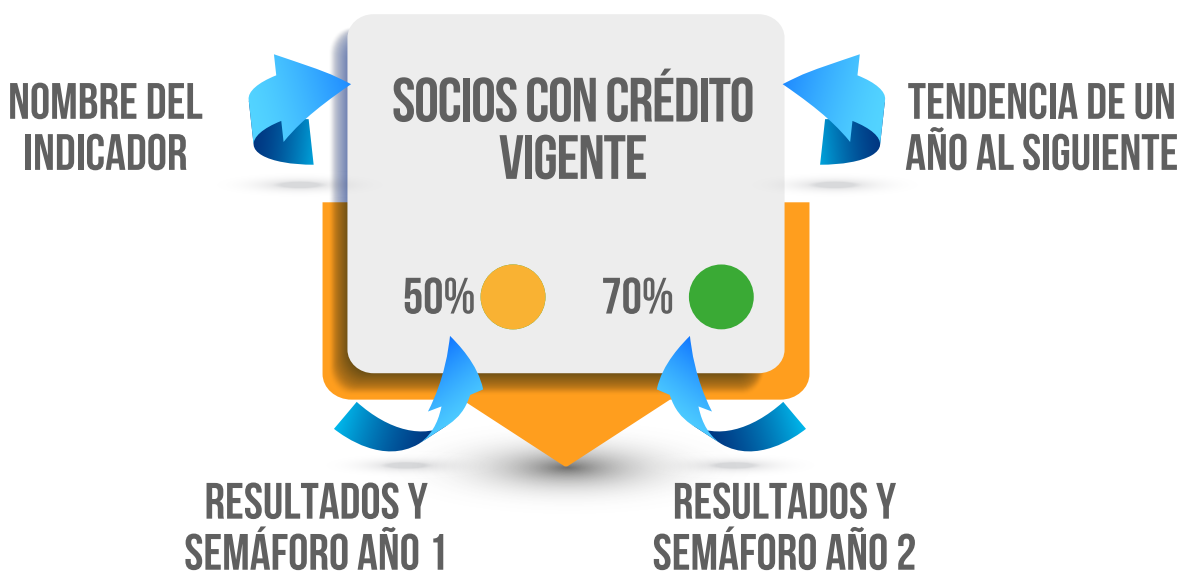 NOMBRE DEL
INDICADOR
SOCIOS CON CRÉDITO
VIGENTE
TENDENCIA DE UN
AÑO AL SIGUIENTE
50%
70%
RESULTADOS Y
SEMÁFORO AÑO 1
RESULTADOS Y
SEMÁFORO AÑO 2